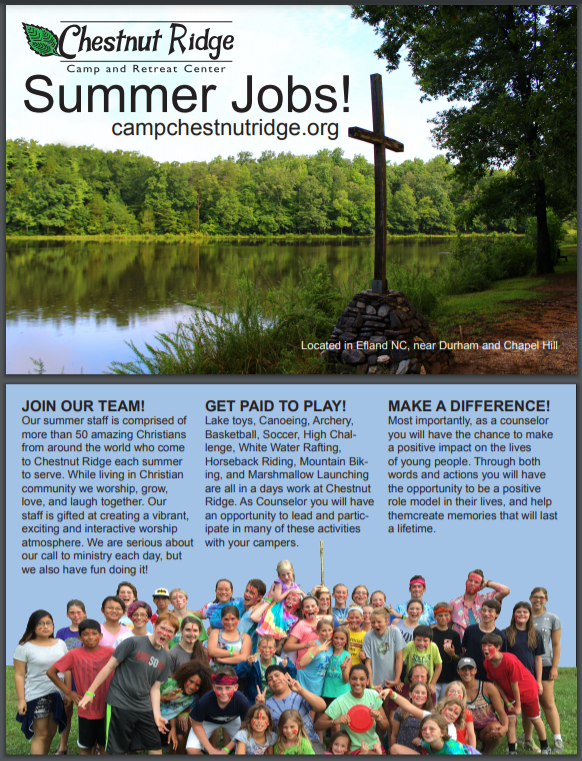 Chestnut Ridge
Camp and Retreat Center
Summer Jobs!
campchestnutridge.org
Located in Efland NC, near Durham and Chapel Hill
JOIN OUR TEAM!
Our summer staff is comprised of
more than 50 amazing Christians
from around the world who come
to Chestnut Ridge each summer
to serve. While living in Christian
community we worship, grow,
love, and laugh together. Our
staff is gifted at creating a vibrant,
exciting and interactive worship
atmosphere. We are serious about
our call to ministry each day, but
we also have fun doing it!
GET PAID TO PLAY!
Lake toys, Canoeing, Archery,
Basketball, Soccer, High Chal-
lenge, White Water Rafting,
Horseback Riding, Mountain Bik-
ing, and Marshmallow Launching
are all in a days work at Chestnut
Ridge. As Counselor you will have
an opportunity to lead and partic-
ipate in many of these activities
with your campers.
MAKE A DIFFERENCE!
Most importantly, as a counselor
you will have the chance to make
a positive impact on the lives
of young people. Through both
words and actions you will have
the opportunity to be a positive
role model in their lives, and help
themcreate memories that will last
a lifetime.